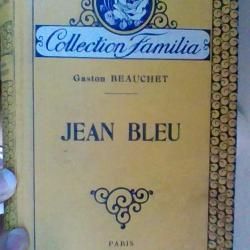 Collection Familia
Gaston BEAUCHET
JEAN BLEU
PARIS